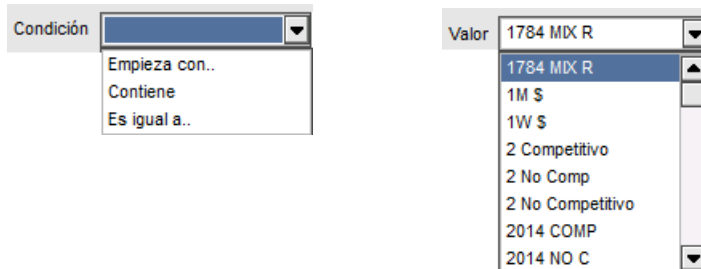 Condición
Empieza con..
Contiene
Es igual a..
Valor 1784 MIX R
1784 MIX R
1M $
1W $
2 Competitivo
2 No Comp
2 No Competitivo
2014 COMP
2014 NO C